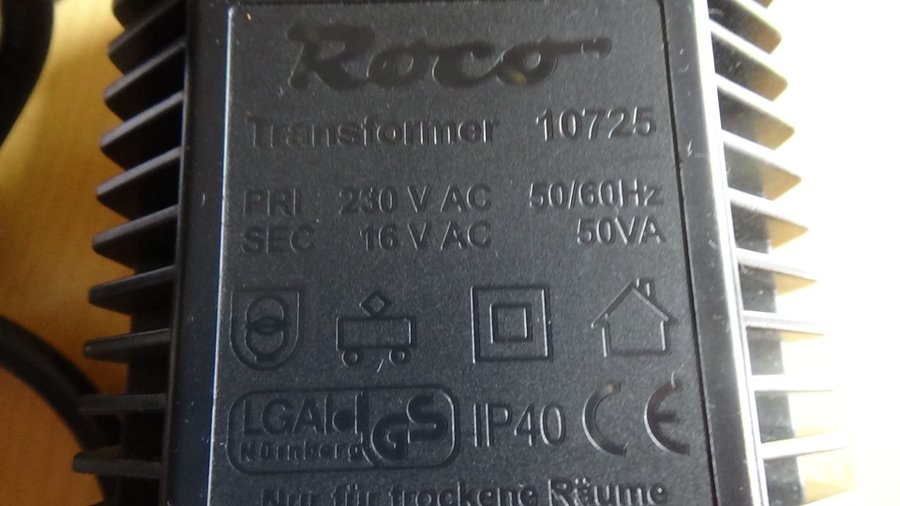 Roco
Transformer 10725
PRI 230 V AC 50/60Hz
SEC 16 V AC 50VA
LGA GS IP40 CE
Nürnberg
Nur für trockene Räume